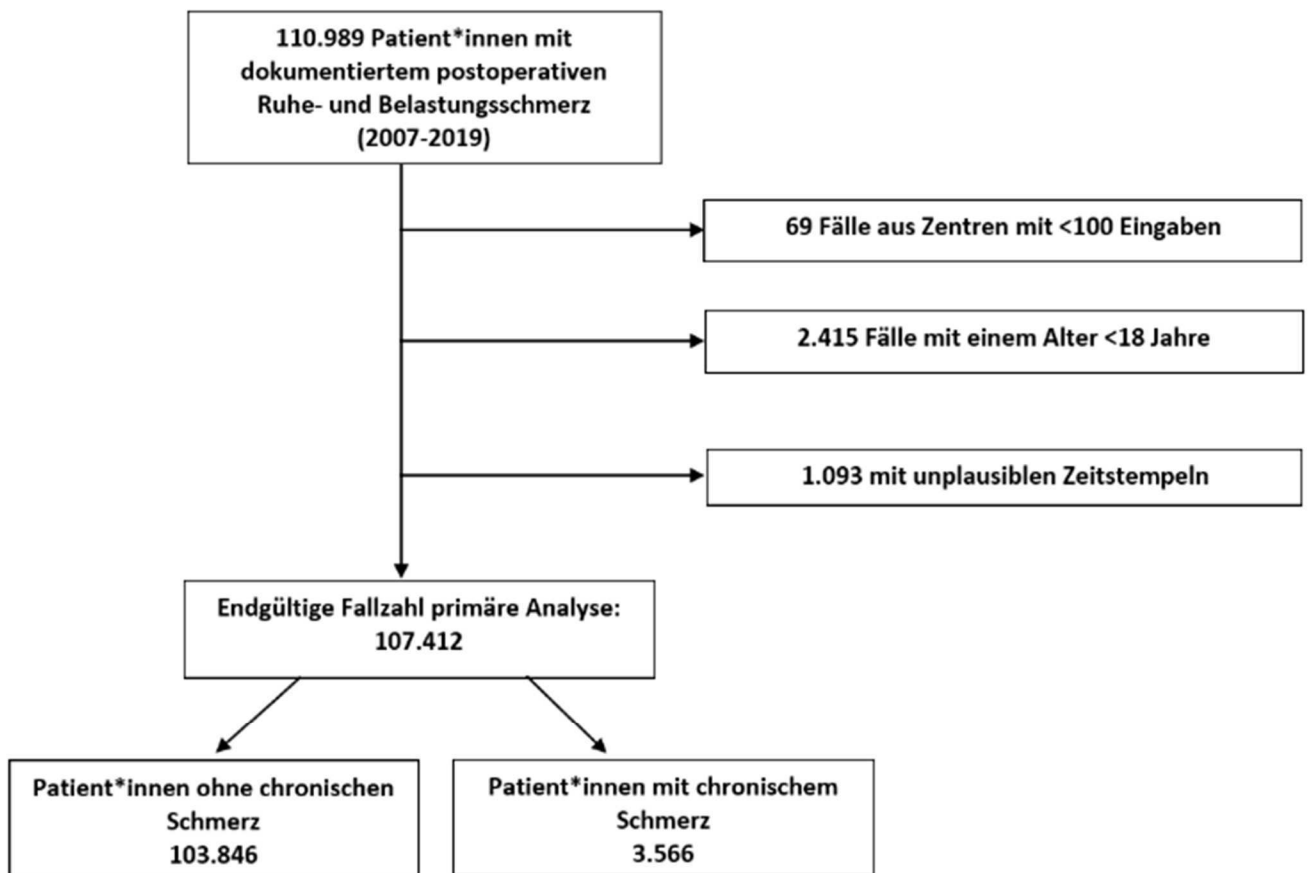 110.989 Patient*innen mit
dokumentiertem postoperativen
Ruhe- und Belastungsschmerz
(2007-2019)
69 Fälle aus Zentren mit <100 Eingaben
2.415 Fälle mit einem Alter <18 Jahre
1.093 mit unplausiblen Zeitstempeln
Endgültige Fallzahl primäre Analyse:
107.412
Patient*innen ohne chronischen
Schmerz
103.846
Patient*innen mit chronischem
Schmerz
3.566